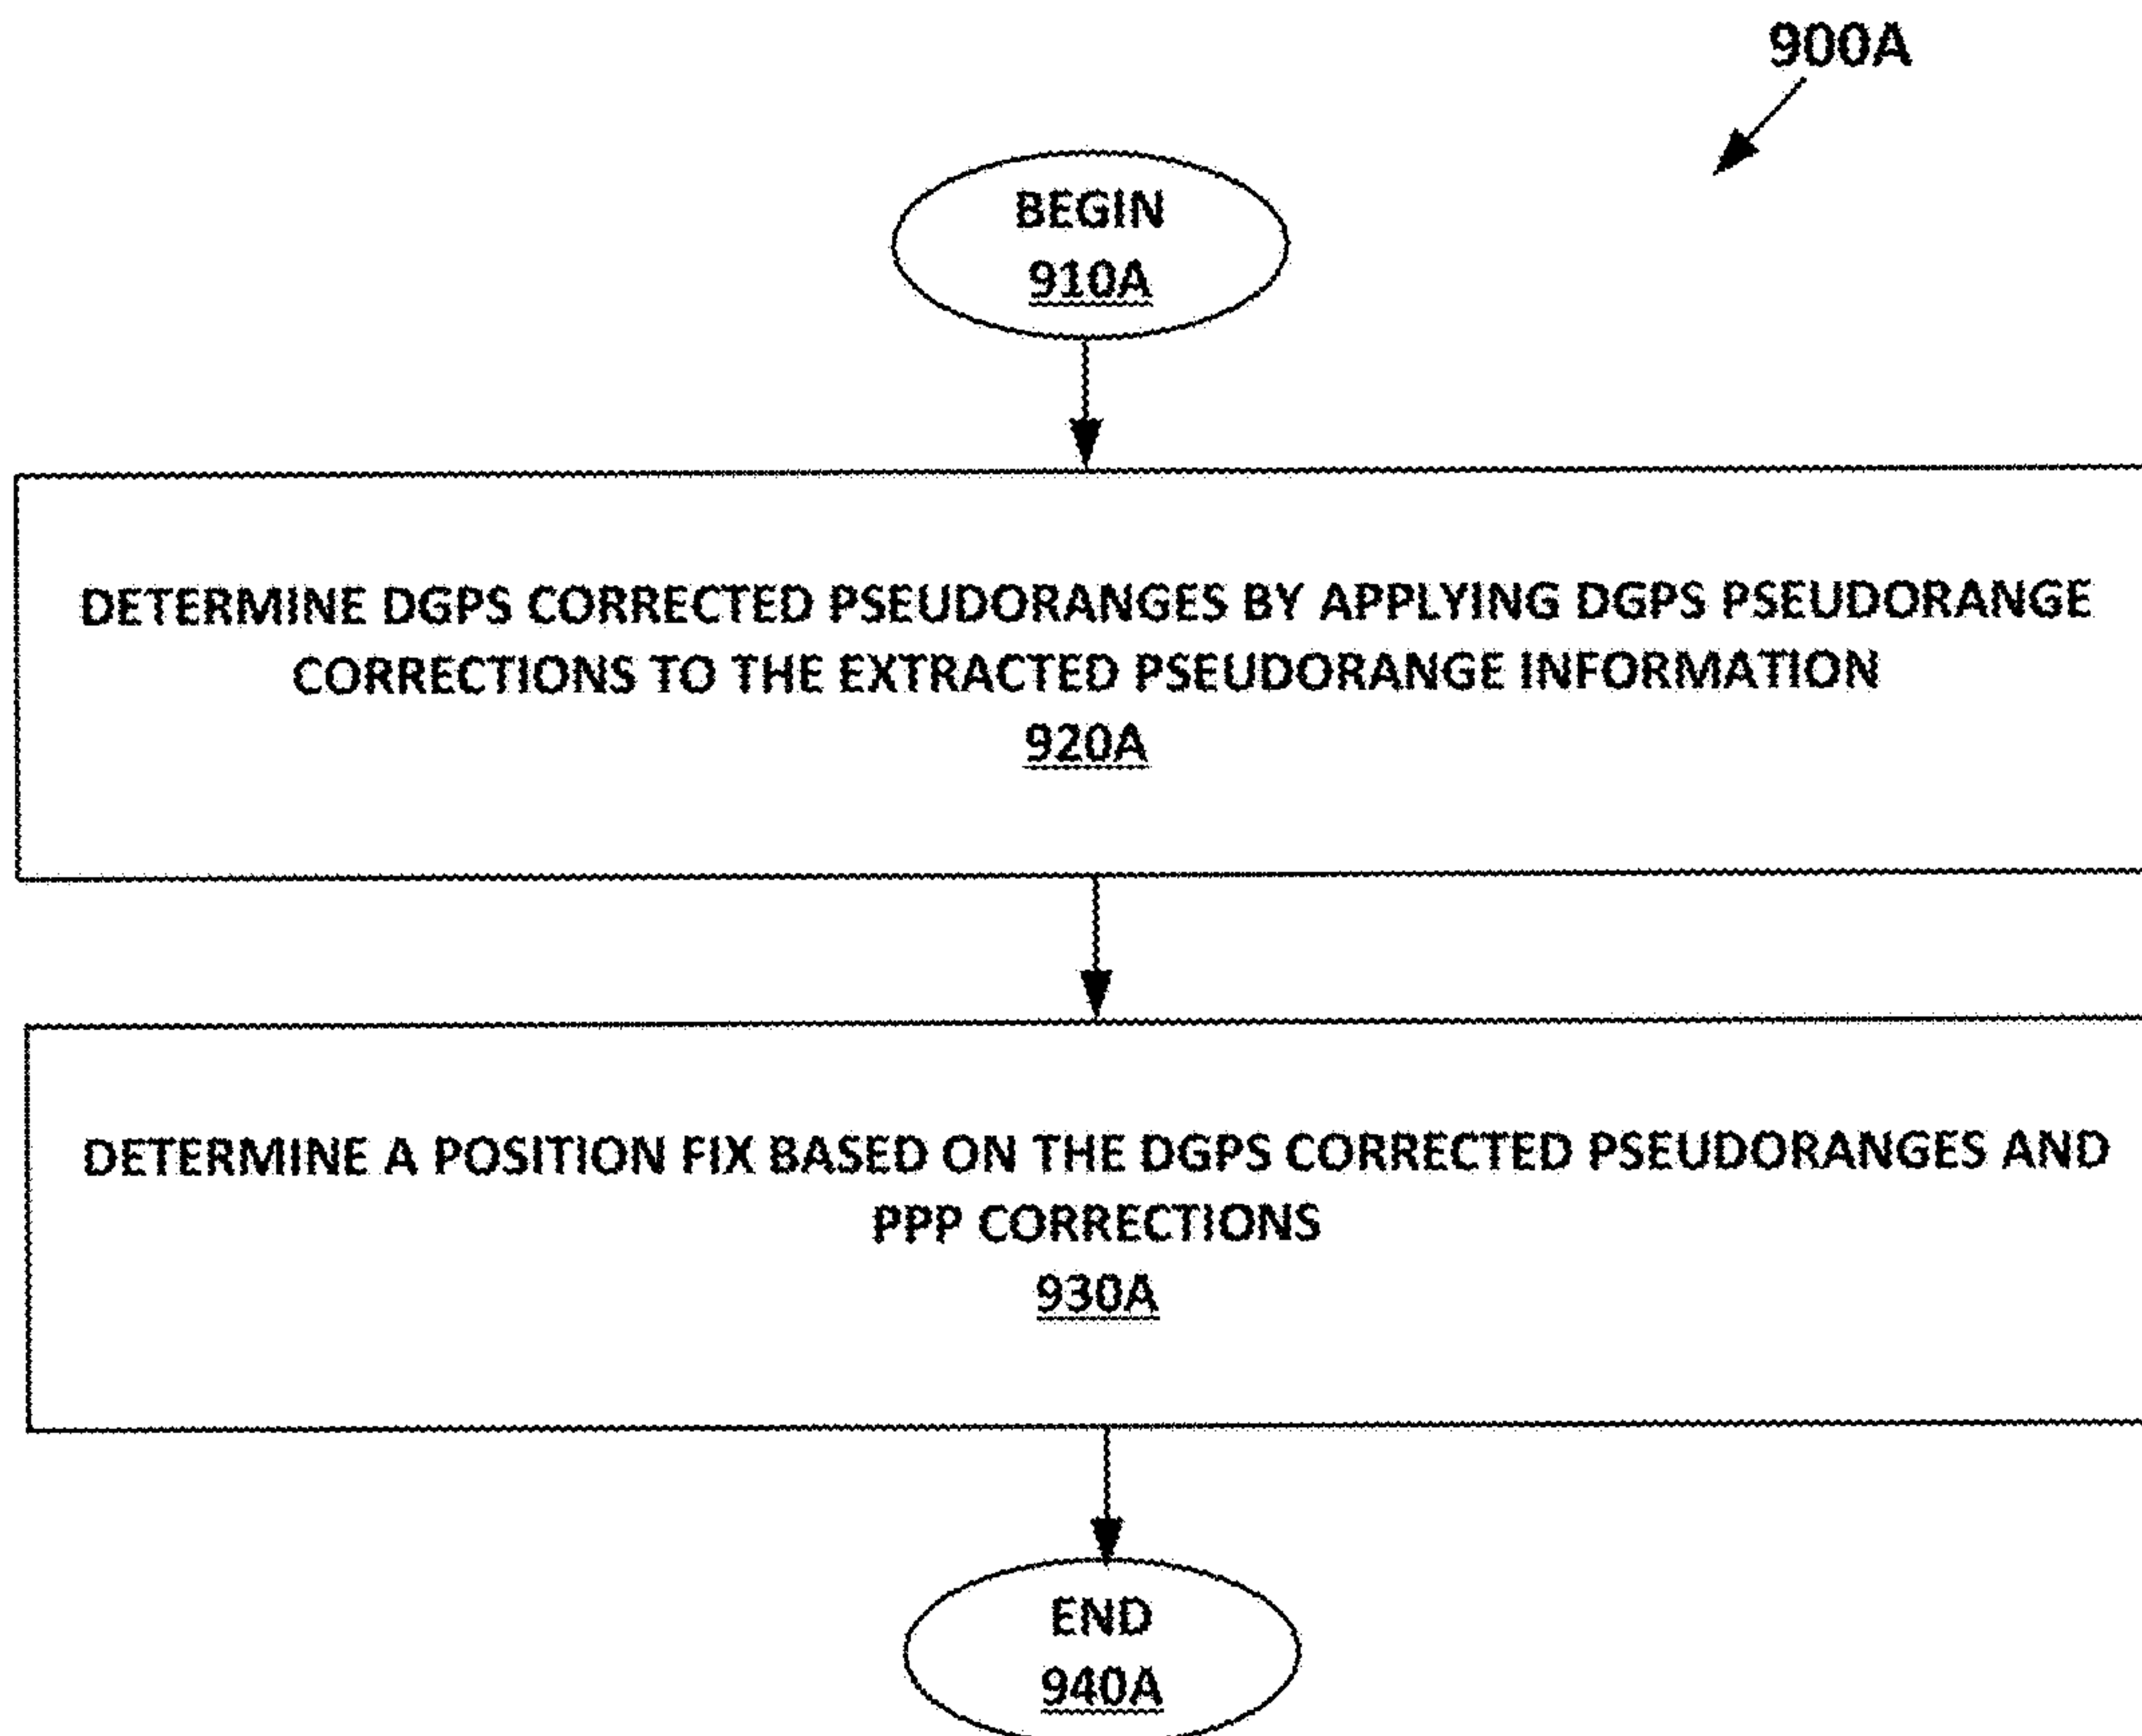 900A
BEGIN
910A
DETERMINE DGPS CORRECTED PSEUDORANGES BY APPLYING DGPS PSEUDORANGE
CORRECTIONS TO THE EXTRACTED PSEUDORANGE INFORMATION
920A
DETERMINE A POSITION FIX BASED ON THE DGPS CORRECTED PSEUDORANGES AND
PPP CORRECTIONS
930A
END
940A